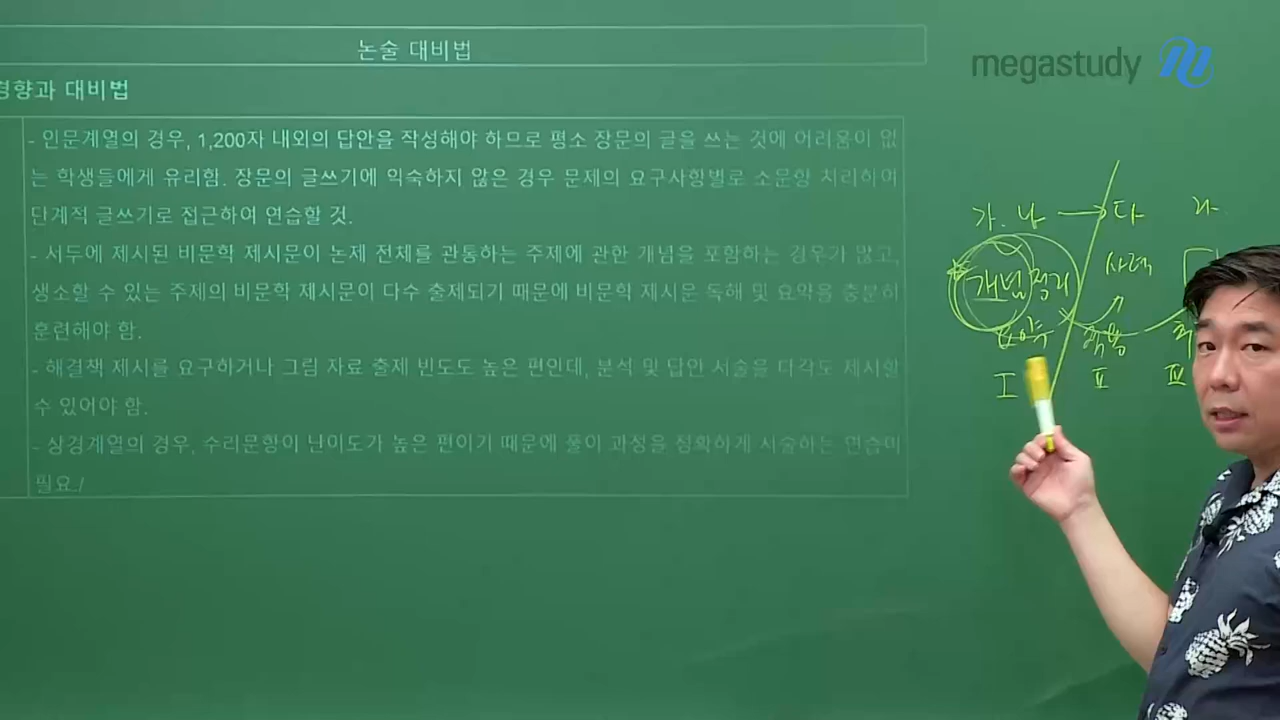 논술 대비법
megastudy
경향과 대비법
- 인문계열의 경우, 1,200자 내외의 답안을 작성해야 하므로 평소 장문의 글을 쓰는 것에 어려움이 없
는 학생들에게 유리함. 장문의 글쓰기에 익숙하지 않은 경우 문제의 요구사항별로 소문항 처리하여
단계적 글쓰기로 접근하여 연습할 것.
- 서두에 제시된 비문학 제시문이 논제 전체를 관통하는 주제에 관한 개념을 포함하는 경우가 많고,
생소할 수 있는 주제의 비문학 제시문이 다수 출제되기 때문에 비문학 제시문 독해 및 요약을 충분히
훈련해야 함.
- 해결책 제시를 요구하거나 그림 자료 출제 빈도도 높은 편인데, 분석 및 답안 서술을 다각도 제시할
수 있어야 함.
- 상경계열의 경우, 수리문항이 난이도가 높은 편이기 때문에 풀이 과정을 정확하게 서술하는 연습이
필요./
가. 나 → 다 라
개념 정리 사례
요약 적용
I II IV